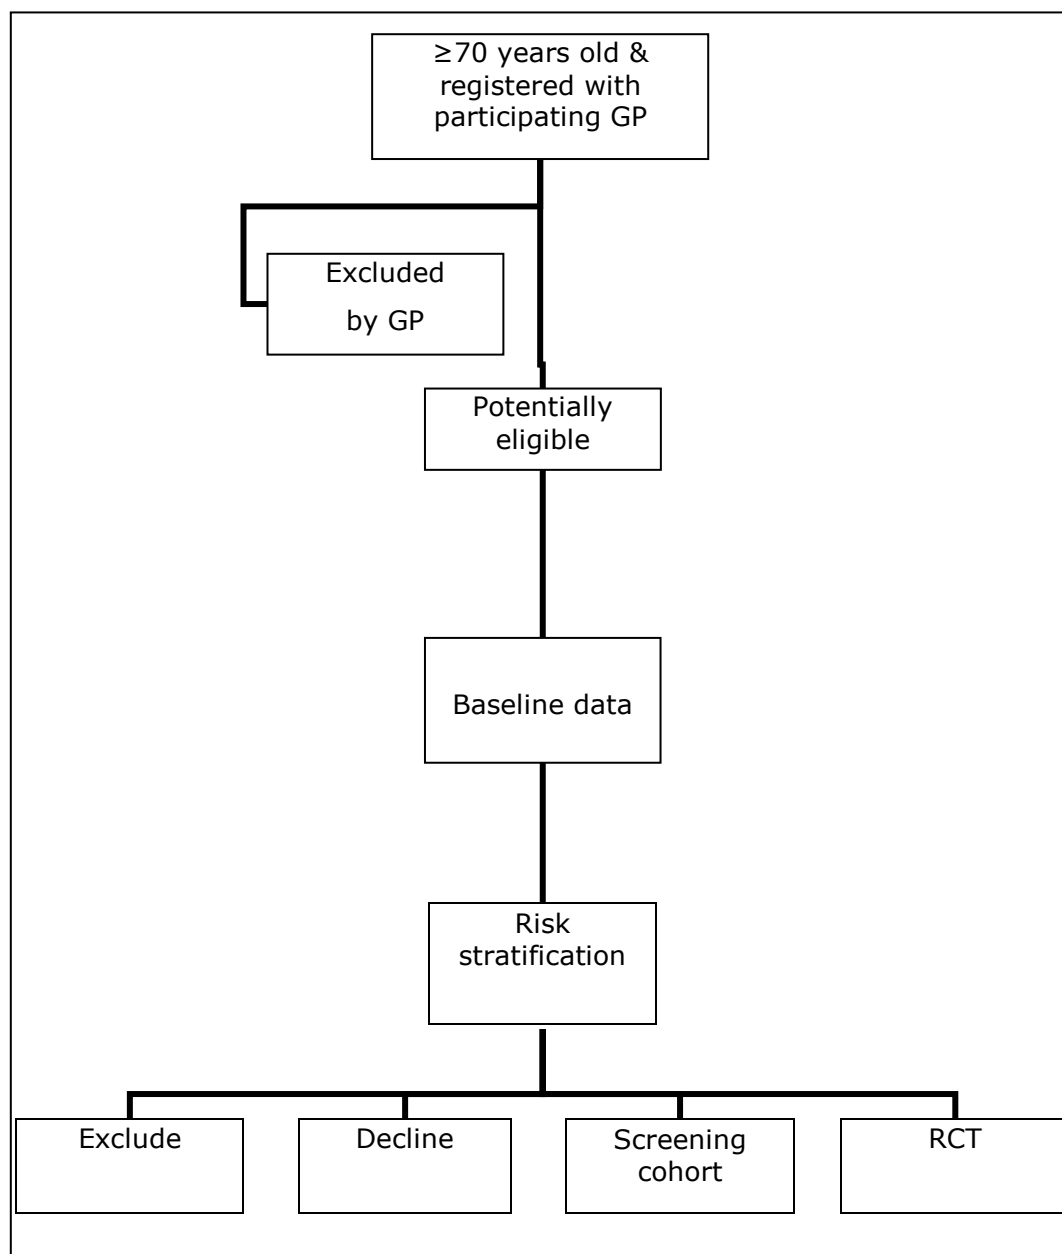 ≥70 years old &
registered with
participating GP
Excluded
by GP
Potentially
eligible
Baseline data
Risk
stratification
Exclude
Decline
Screening
cohort
RCT